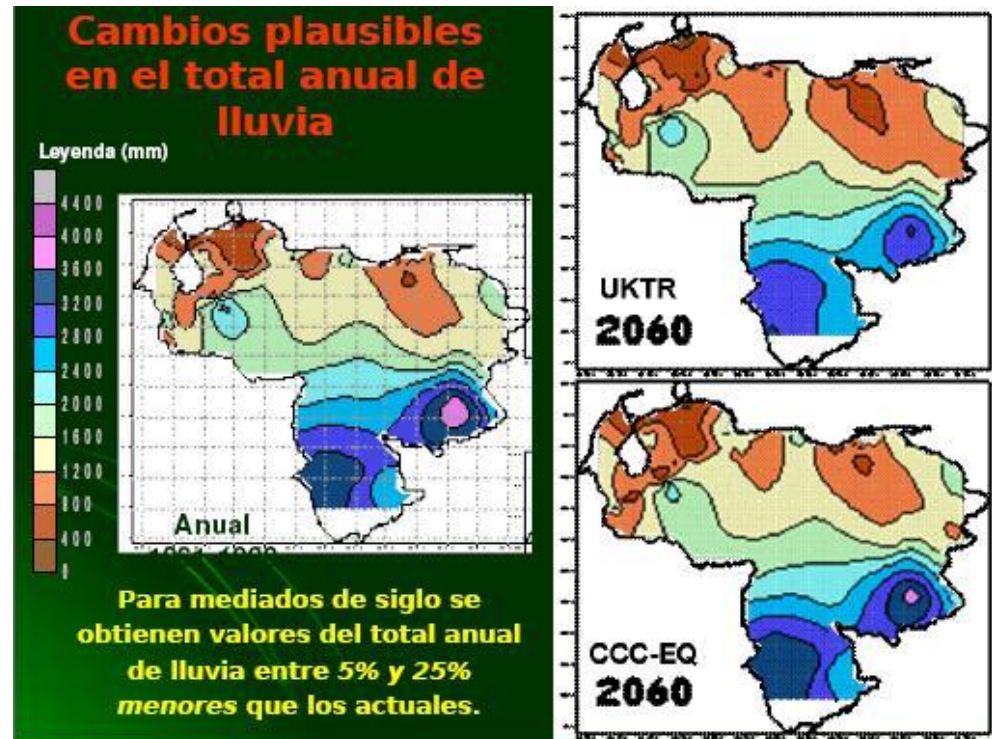 Cambios plausibles
en el total anual de
lluvia
Leyenda (mm)
4400
4000
3600
3200
2800
2400
2000
1600
1200
800
400
Anual
Para mediados de siglo se
obtienen valores del total anual
de lluvia entre 5% y 25%
menores que los actuales.
UKTR
2060
CCC-EQ
2060